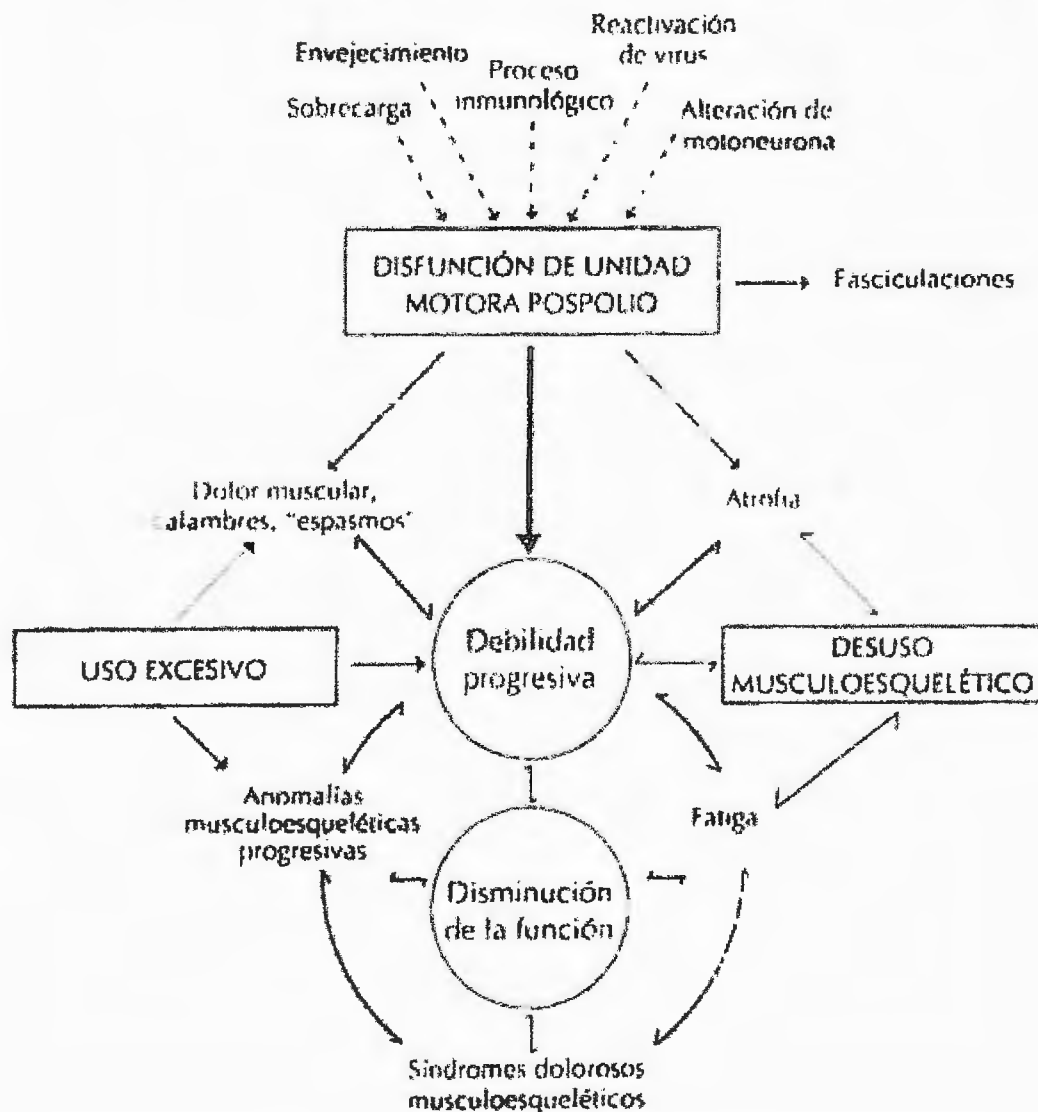 Reactivación
de virus
Envejecimiento
Proceso
inmunológico
Sobrecarga
Alteración de
motoneurona
DISFUNCIÓN DE UNIDAD
MOTORA POSPOLIO
Fasciculaciones
Dolor muscular,
calambres, "espasmos"
Atrofia
USO EXCESIVO
Debilidad
progresiva
DESUSO
MUSCULOESQUELÉTICO
Anomalías
musculoesqueléticas
progresivas
Fatiga
Disminución
de la función
Síndromes dolorosos
musculoesqueléticos